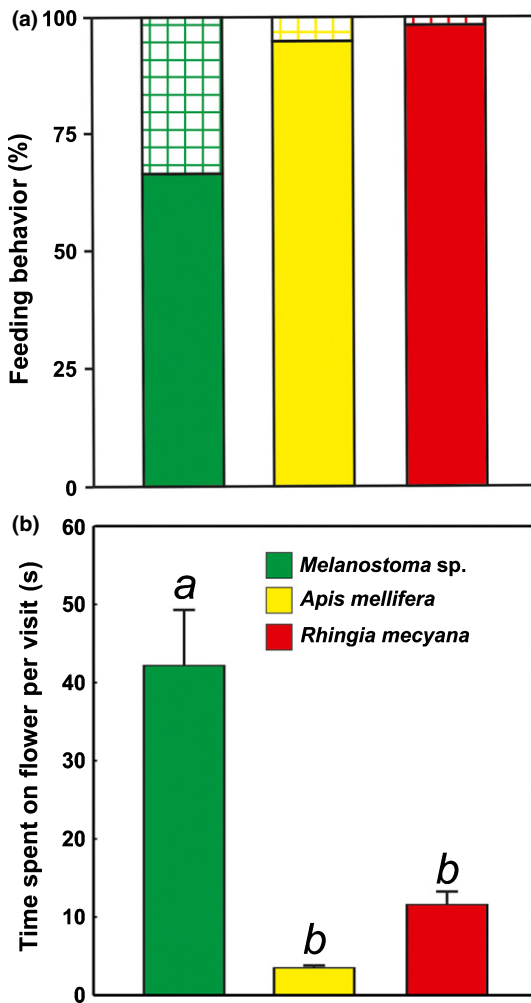 (a)
100
75
50
25
0
Feeding behavior (%)
(b)
60
50
40
30
20
10
0
Time spent on flower per visit (s)
Melanostoma sp.
Apis mellifera
Rhingia mecyana
a
b
b